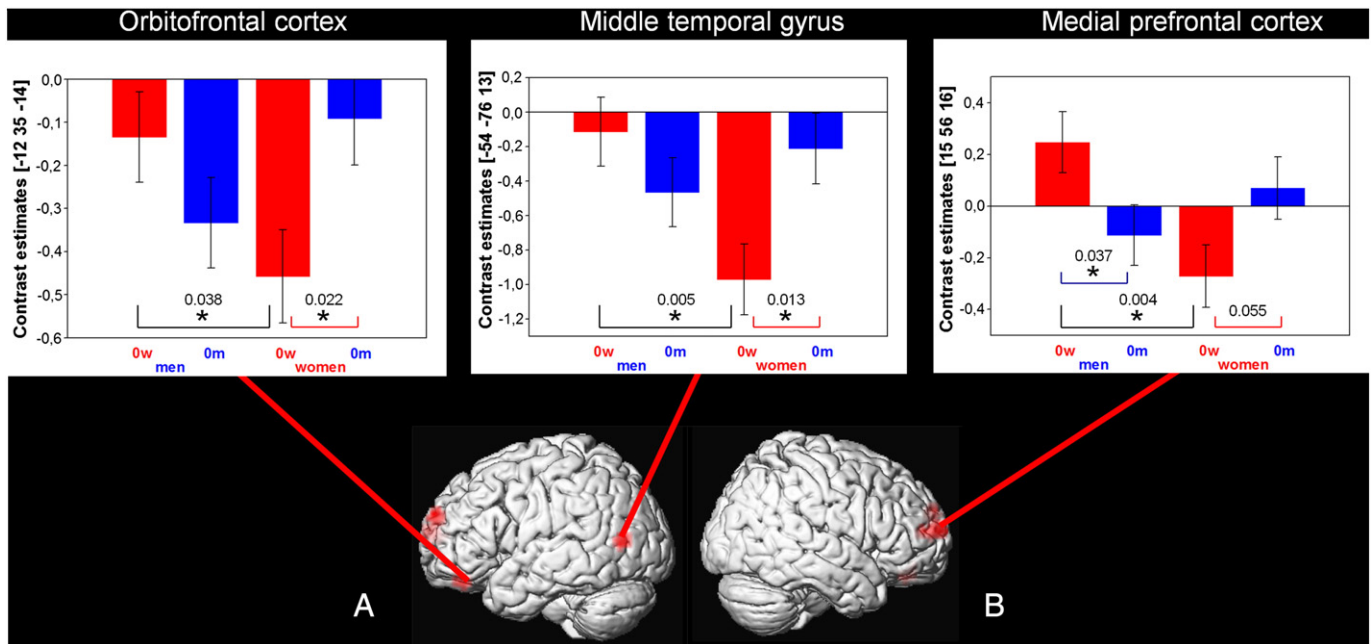 Orbitofrontal cortex
Contrast estimates [-12 35 -14]
0,0
-0,1
-0,2
-0,3
-0,4
-0,5
-0,6
0.038
*
0.022
*
0w 0m 0w 0m
men women
Middle temporal gyrus
Contrast estimates [-54 -76 13]
0,2
0,0
-0,2
-0,4
-0,6
-0,8
-1,0
-1,2
0.005
*
0.013
*
0w 0m 0w 0m
men women
Medial prefrontal cortex
Contrast estimates [15 56 16]
0,4
0,2
0,0
-0,2
-0,4
0.037
*
0.004
*
0.055
0w 0m 0w 0m
men women
A
B